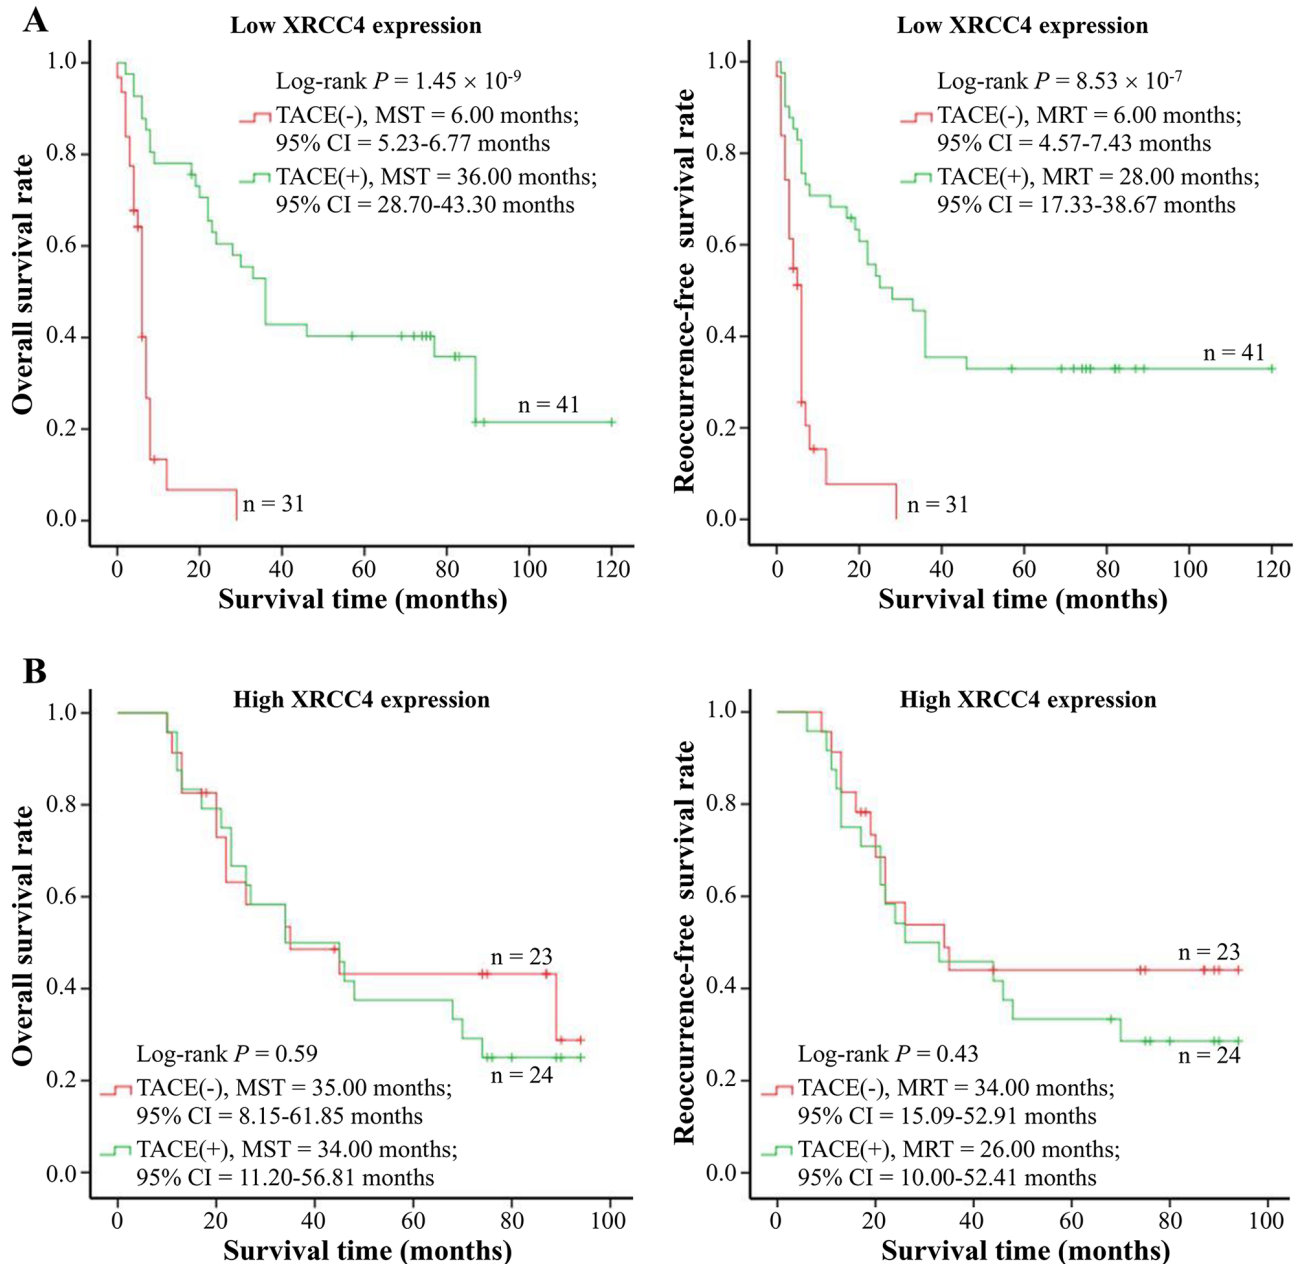 A
Low XRCC4 expression
Log-rank P = 1.45 × 10-9
TACE(-), MST = 6.00 months;
95% CI = 5.23-6.77 months
TACE(+), MST = 36.00 months;
95% CI = 28.70-43.30 months
n = 41
n = 31
Overall survival rate
1.0
0.8
0.6
0.4
0.2
0.0
0 20 40 60 80 100 120
Survival time (months)
Low XRCC4 expression
Log-rank P = 8.53 × 10-7
TACE(-), MRT = 6.00 months;
95% CI = 4.57-7.43 months
TACE(+), MRT = 28.00 months;
95% CI = 17.33-38.67 months
n = 41
n = 31
Reoccurrence-free survival rate
1.0
0.8
0.6
0.4
0.2
0.0
0 20 40 60 80 100 120
Survival time (months)
B
High XRCC4 expression
n = 23
n = 24
Log-rank P = 0.59
TACE(-), MST = 35.00 months;
95% CI = 8.15-61.85 months
TACE(+), MST = 34.00 months;
95% CI = 11.20-56.81 months
Overall survival rate
1.0
0.8
0.6
0.4
0.2
0.0
0 20 40 60 80 100
Survival time (months)
High XRCC4 expression
n = 23
n = 24
Log-rank P = 0.43
TACE(-), MRT = 34.00 months;
95% CI = 15.09-52.91 months
TACE(+), MRT = 26.00 months;
95% CI = 10.00-52.41 months
Reoccurrence-free survival rate
1.0
0.8
0.6
0.4
0.2
0.0
0 20 40 60 80 100
Survival time (months)